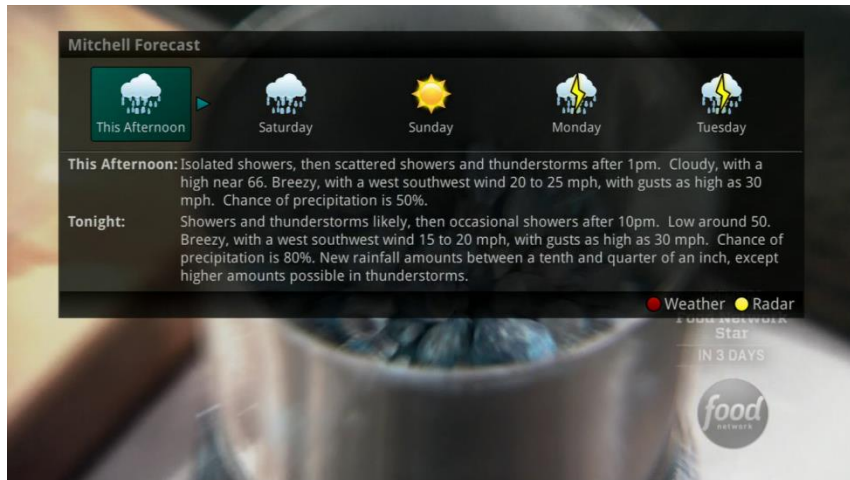 Mitchell Forecast
This Afternoon
Saturday
Sunday
Monday
Tuesday
This Afternoon: Isolated showers, then scattered showers and thunderstorms after 1pm. Cloudy, with a
high near 66. Breezy, with a west southwest wind 20 to 25 mph, with gusts as high as 30
mph. Chance of precipitation is 50%.
Tonight: Showers and thunderstorms likely, then occasional showers after 10pm. Low around 50.
Breezy, with a west southwest wind 15 to 20 mph, with gusts as high as 30 mph. Chance of
precipitation is 80%. New rainfall amounts between a tenth and quarter of an inch, except
higher amounts possible in thunderstorms.
Weather
Radar
Food Network
Star
IN 3 DAYS
food
network